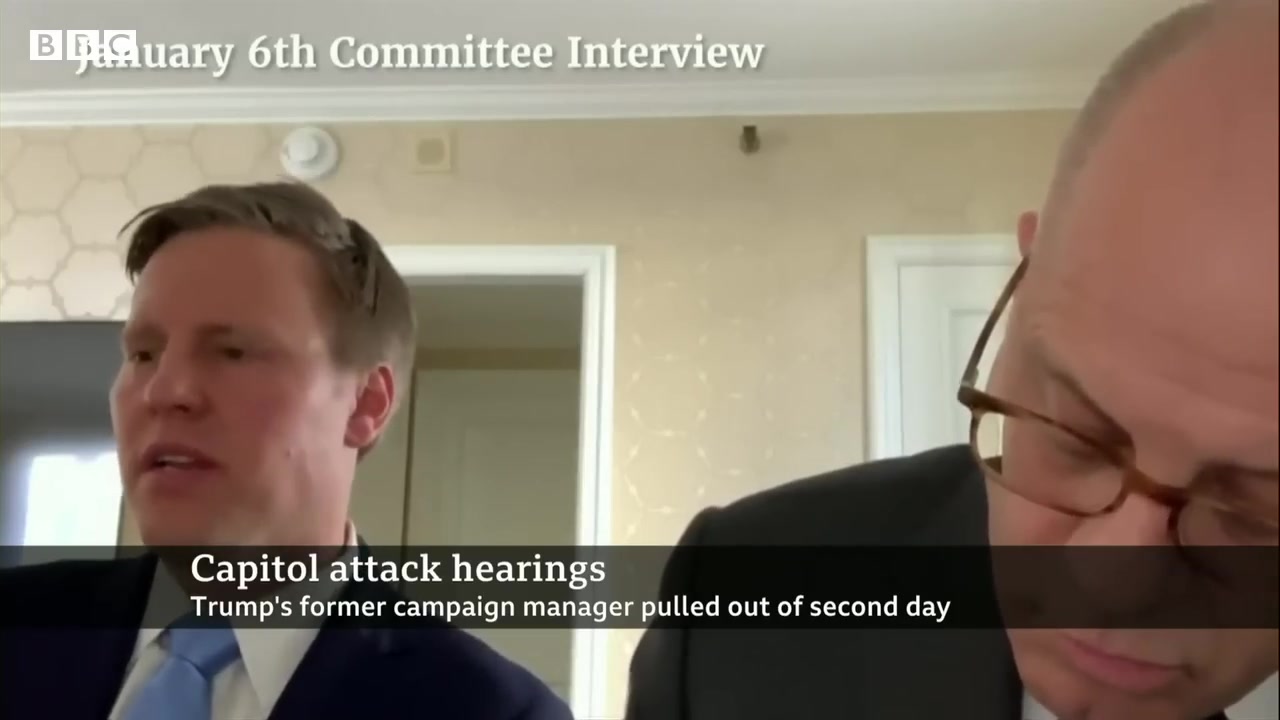 BBC
January 6th Committee Interview
Capitol attack hearings
Trump's former campaign manager pulled out of second day